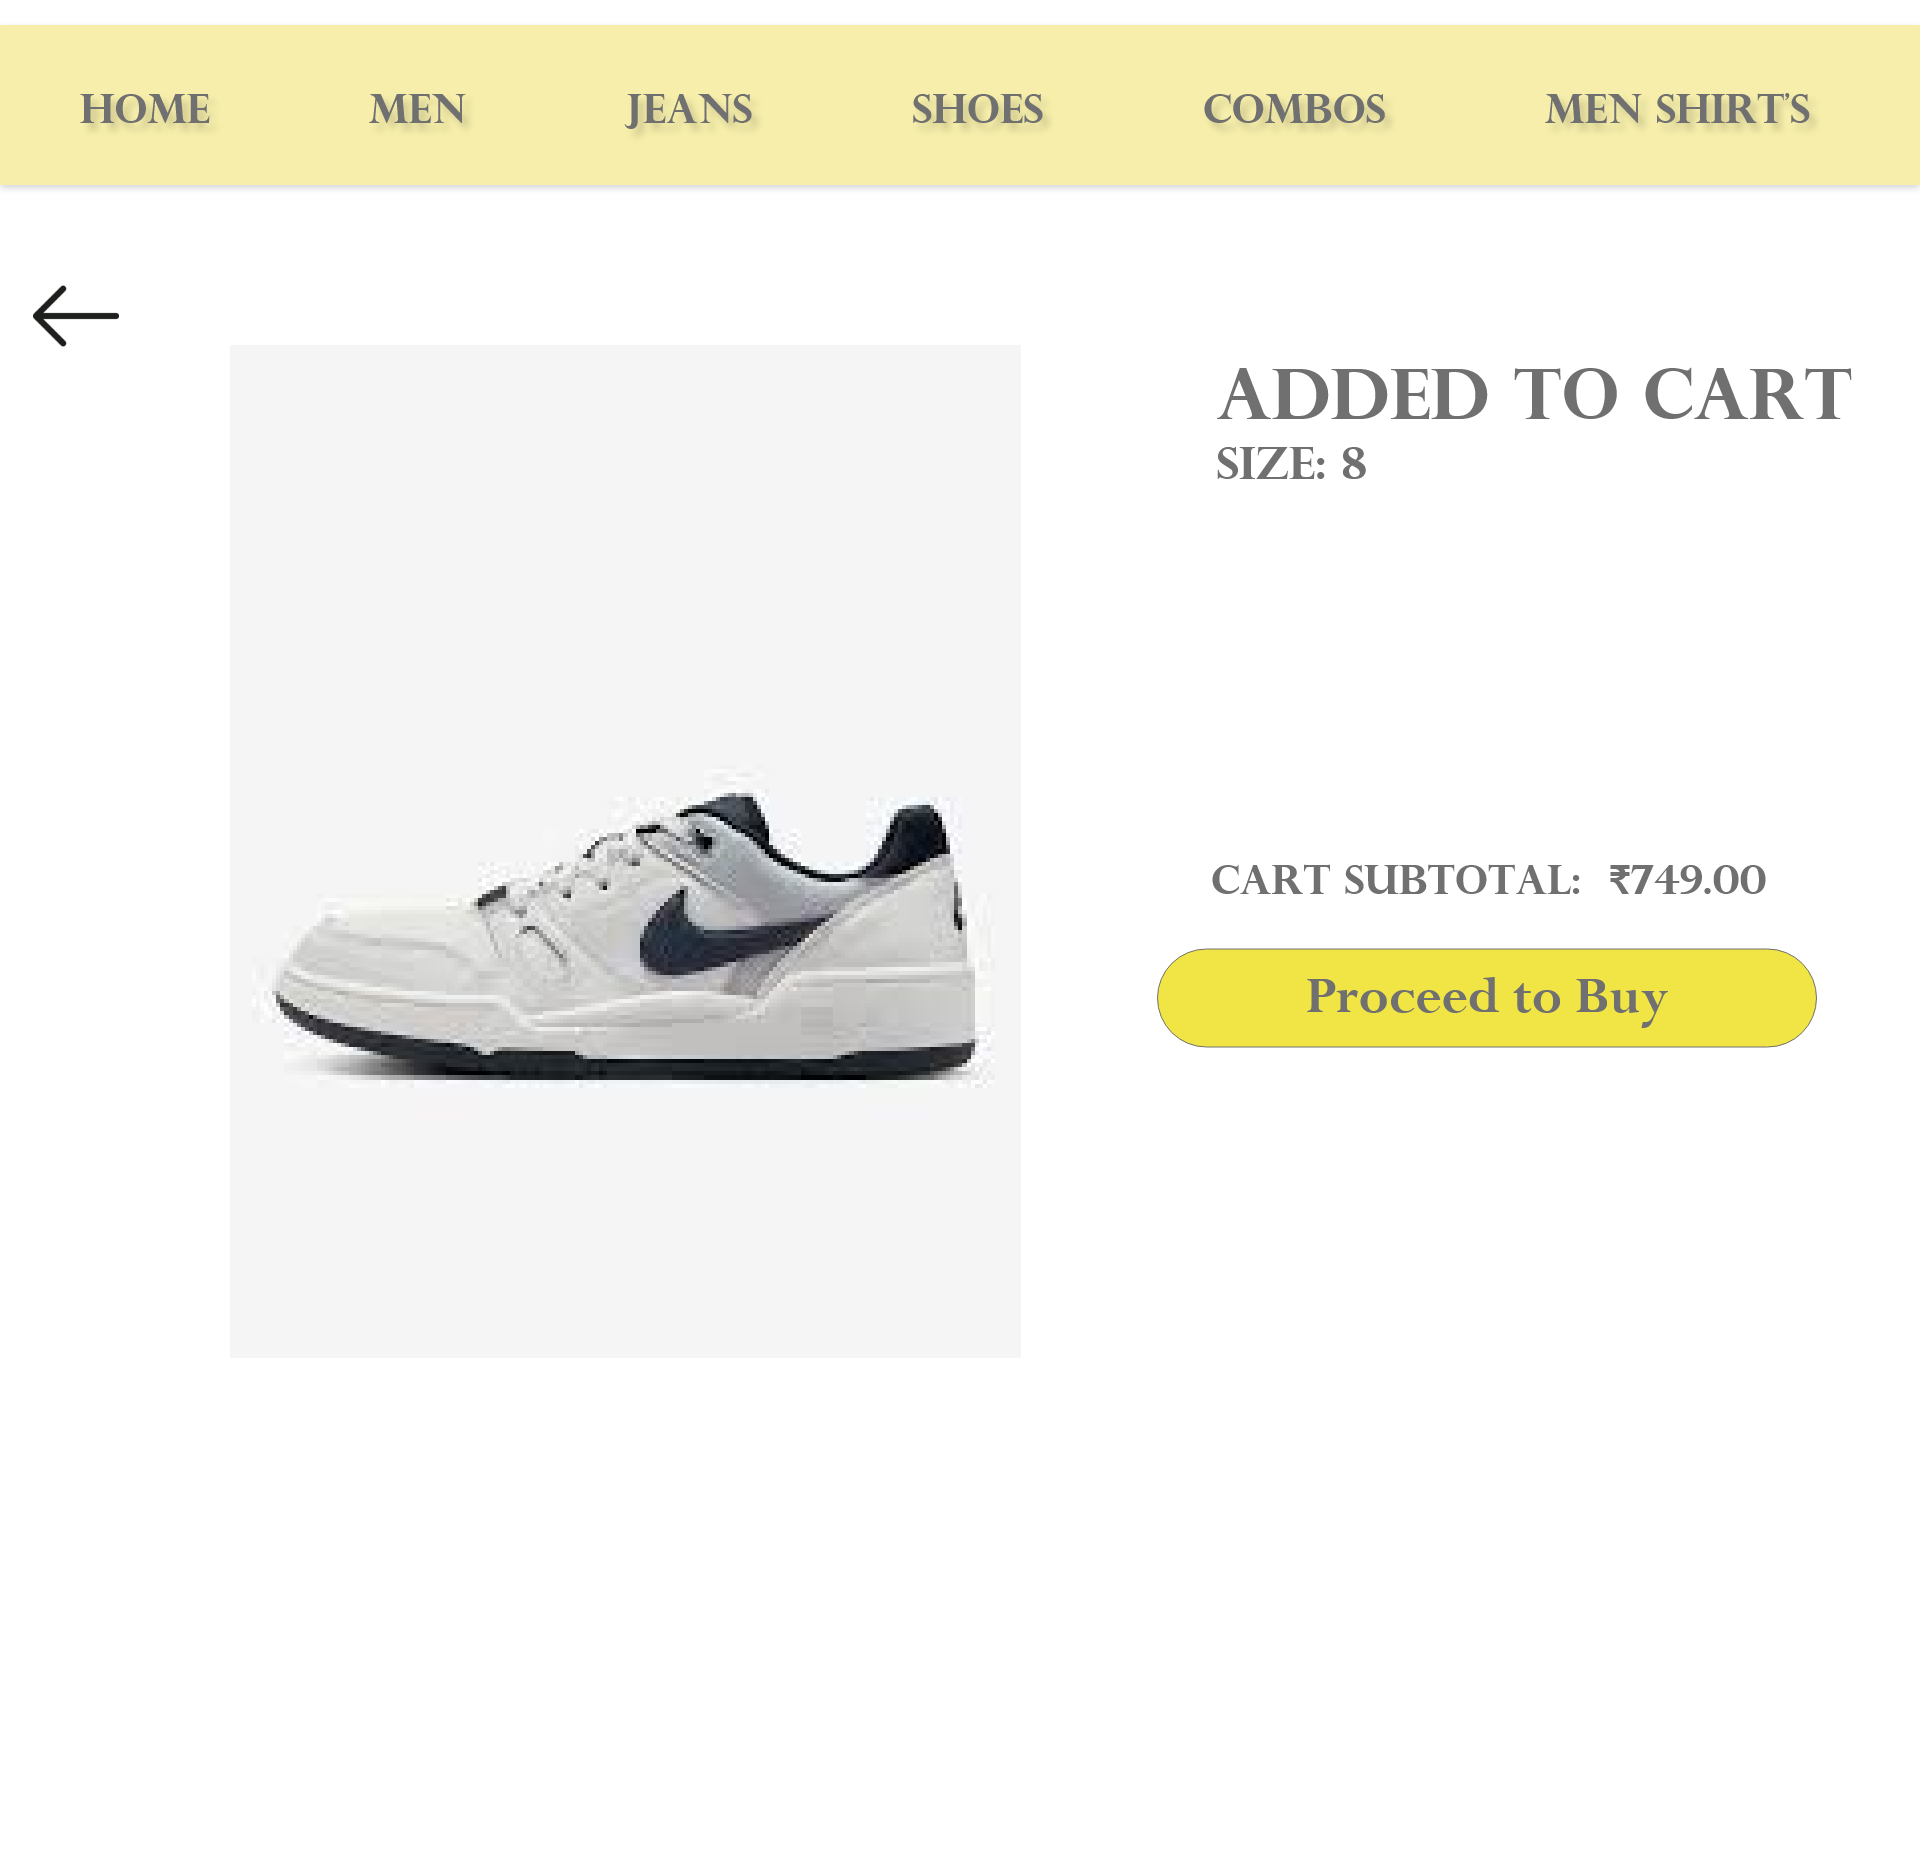 HOME MEN JEANS SHOES COMBOS MEN SHIRT'S
ADDED TO CART
SIZE: 8
CART SUBTOTAL: ₹749.00
Proceed to Buy